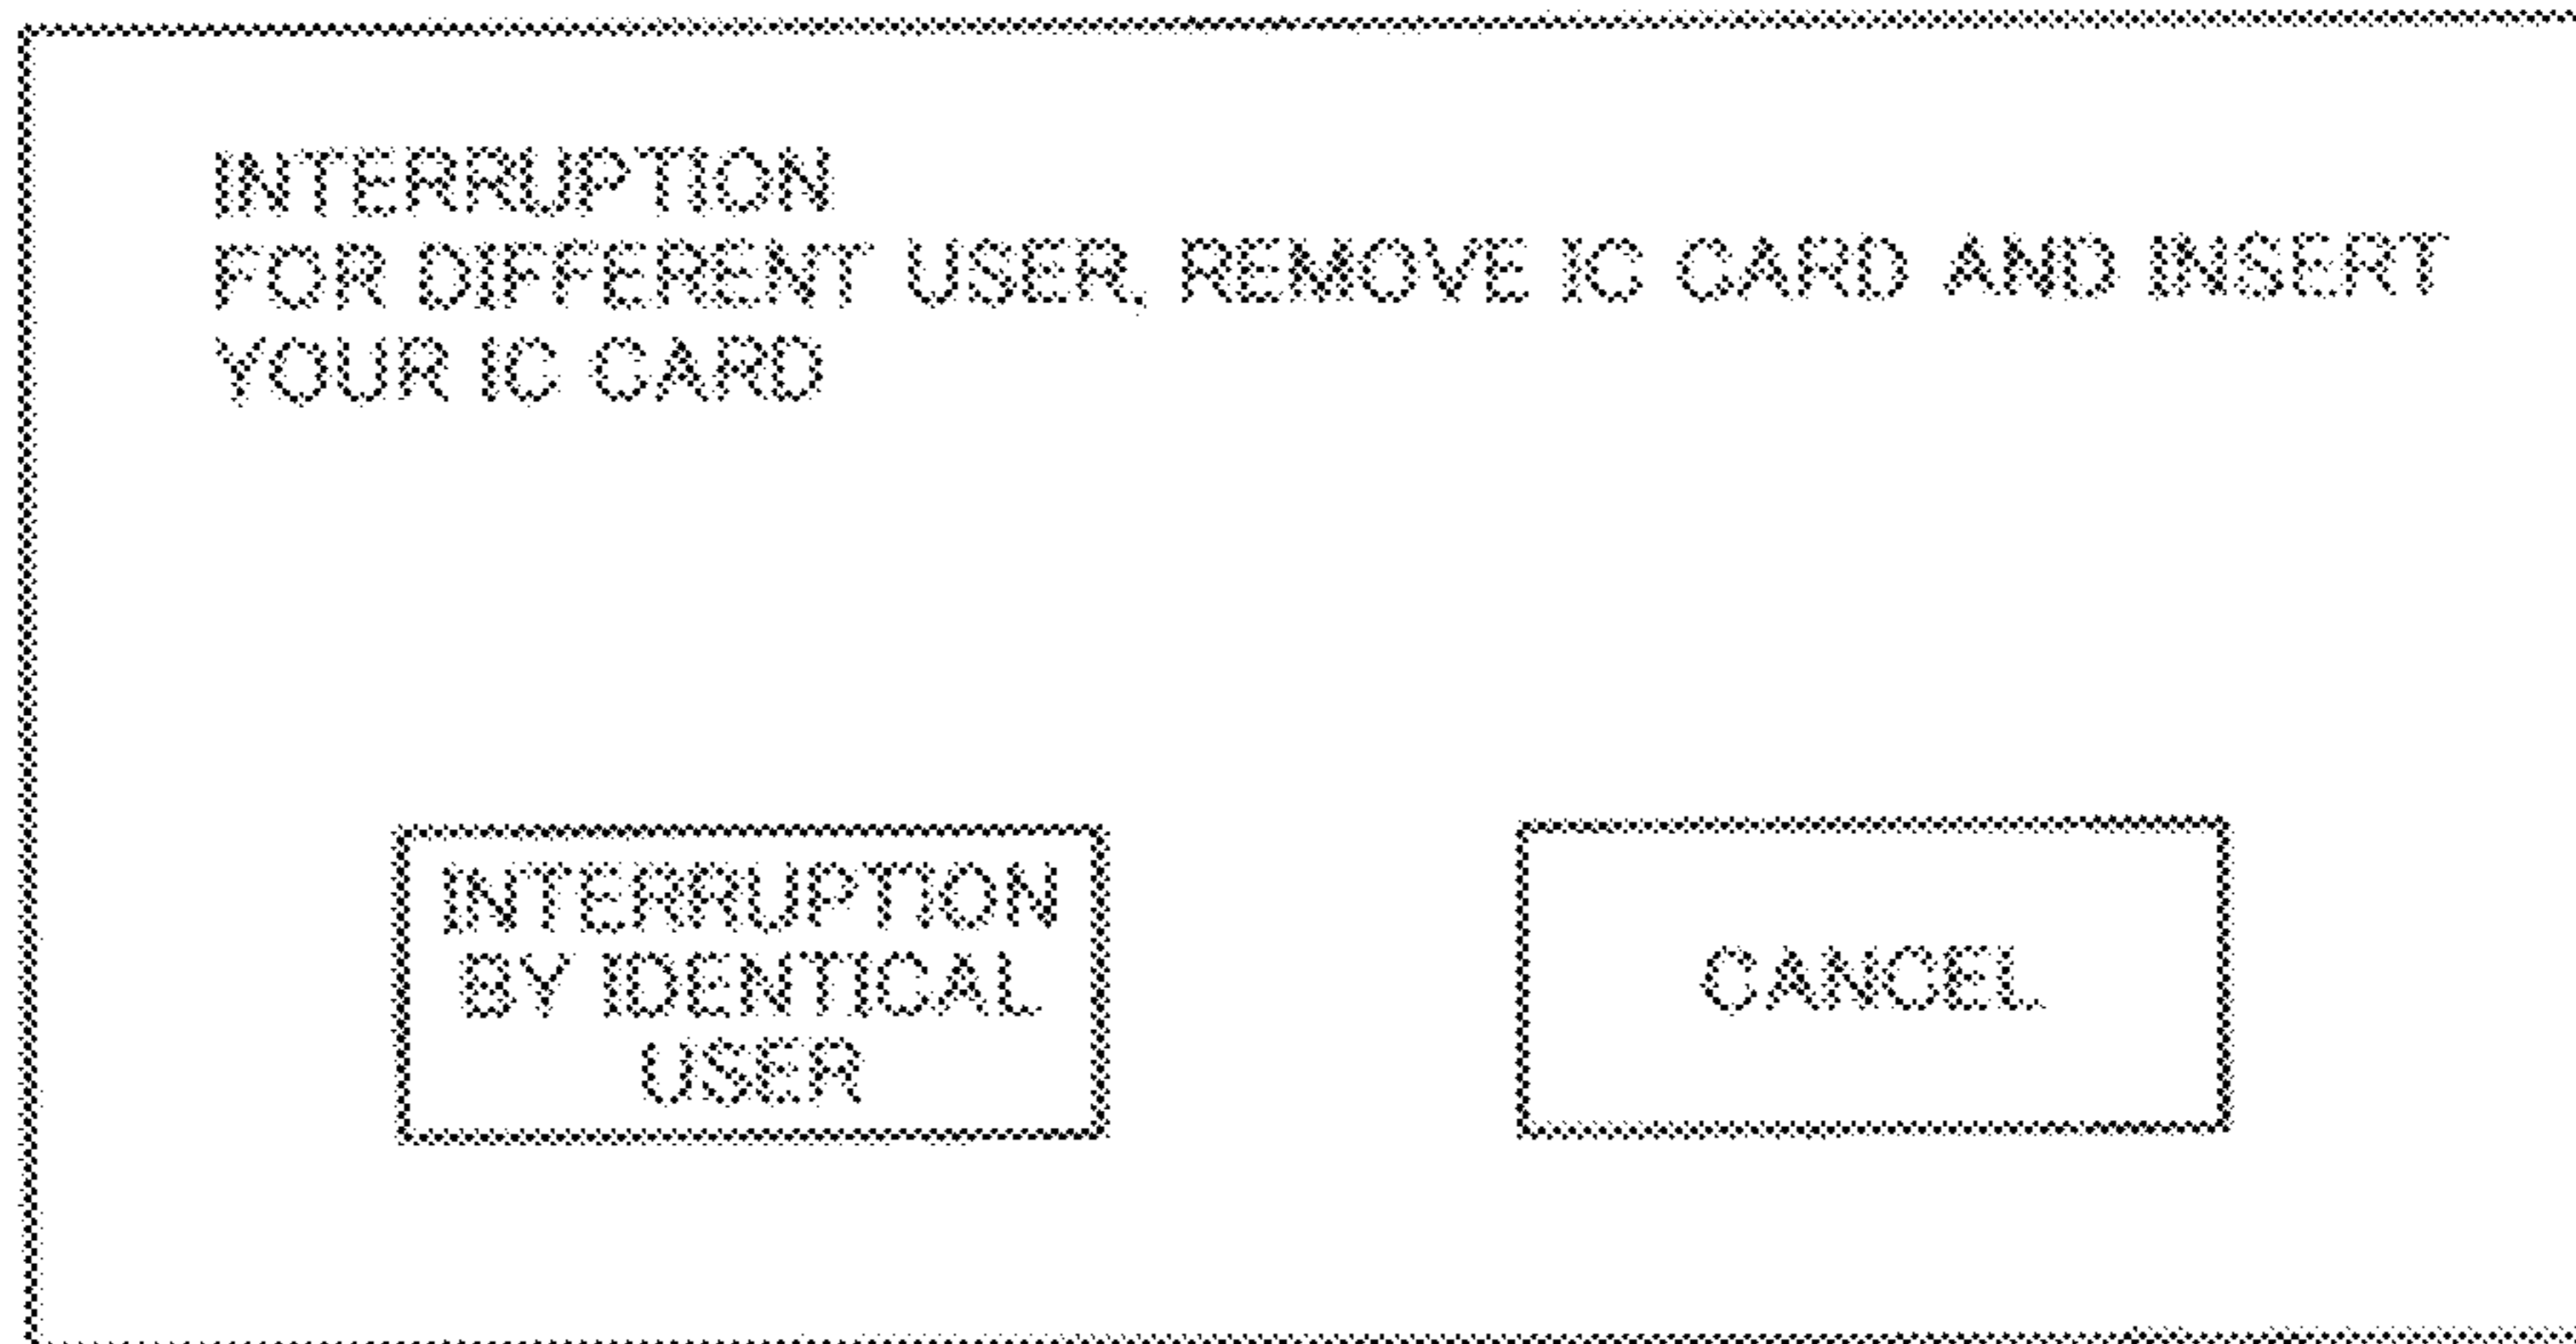 INTERRUPTION
FOR DIFFERENT USER, REMOVE IC CARD AND INSERT
YOUR IC CARD
INTERRUPTION
BY IDENTICAL
USER
CANCEL